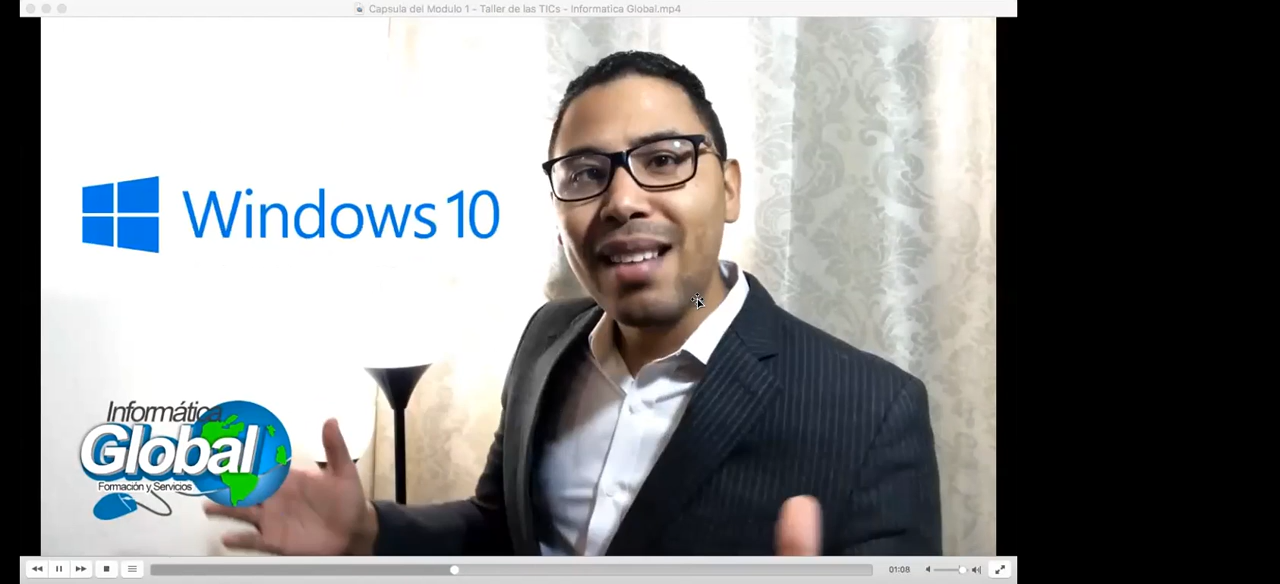 Capsula del Modulo 1 - Taller de las TICs - Informatica Global.mp4
Windows 10
Informática
Global
Formación y Servicios
01:08